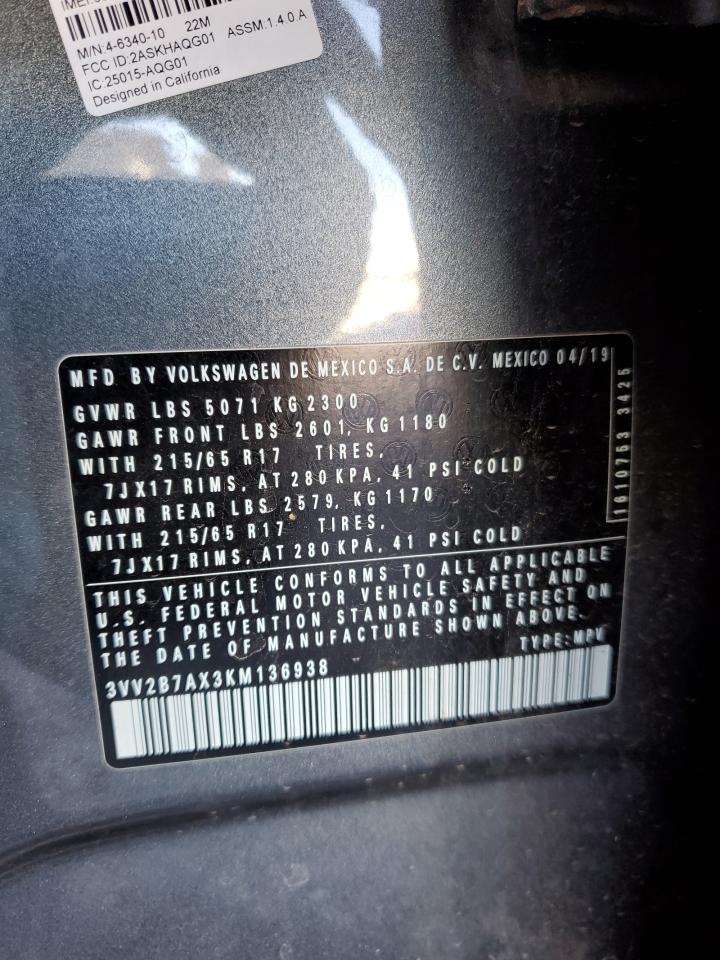 M/N:4-6340-10 22M
FCC ID:2ASKHAQG01 ASSM:1.4.0.A
IC:25015-AQG01
Designed in California
MFD BY VOLKSWAGEN DE MEXICO S.A. DE C.V. MEXICO 04/19
GVWR LBS 5071 KG 2300
GAWR FRONT LBS 2601, KG 1180
WITH 215/65 R17 TIRES,
7JX17 RIMS, AT 280 KPA, 41 PSI COLD
GAWR REAR LBS 2579, KG 1170
WITH 215/65 R17 TIRES,
7JX17 RIMS, AT 280 KPA, 41 PSI COLD
1610753 3425
THIS VEHICLE CONFORMS TO ALL APPLICABLE
U.S. FEDERAL MOTOR VEHICLE SAFETY AND
THEFT PREVENTION STANDARDS IN EFFECT ON
THE DATE OF MANUFACTURE SHOWN ABOVE
TYPE:MPV
3VV2B7AX3KM136938